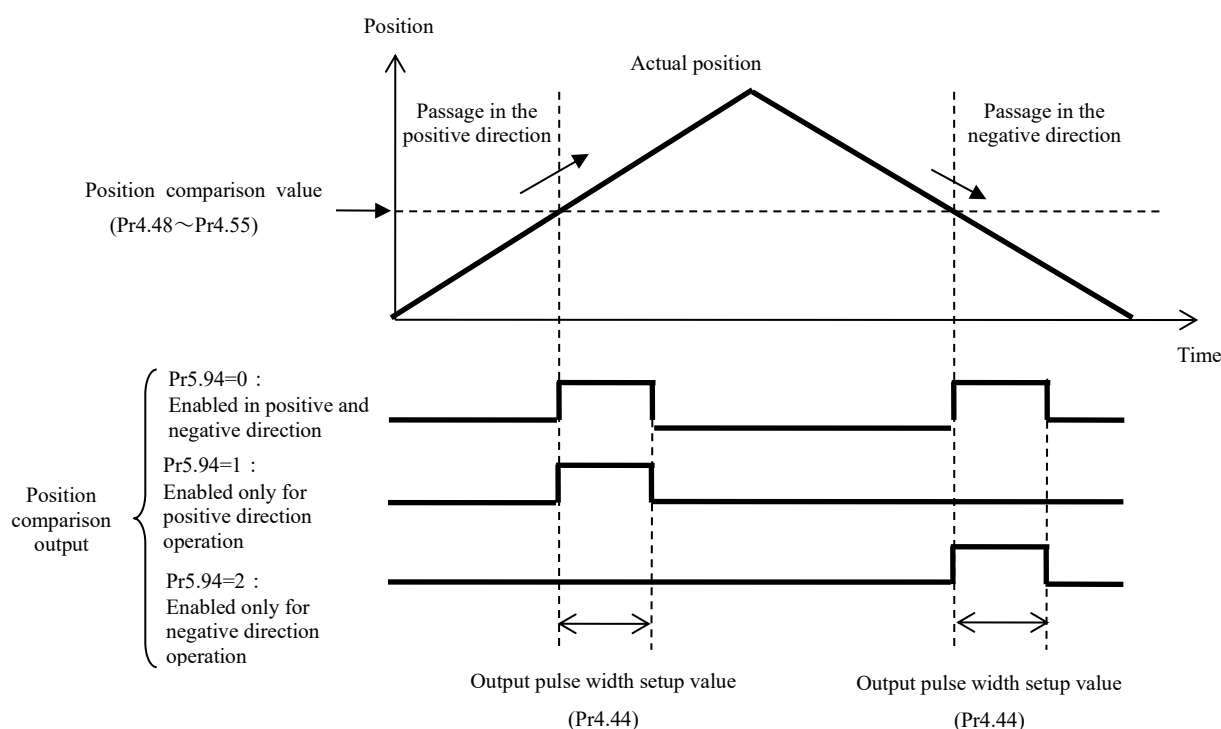 Position
Actual position
Passage in the
positive direction
Passage in the
negative direction
Position comparison value
(Pr4.48～Pr4.55)
Time
Position
comparison
output
Pr5.94=0：
Enabled in positive and
negative direction
Pr5.94=1：
Enabled only for
positive direction
operation
Pr5.94=2：
Enabled only for
negative direction
operation
Output pulse width setup value
(Pr4.44)
Output pulse width setup value
(Pr4.44)